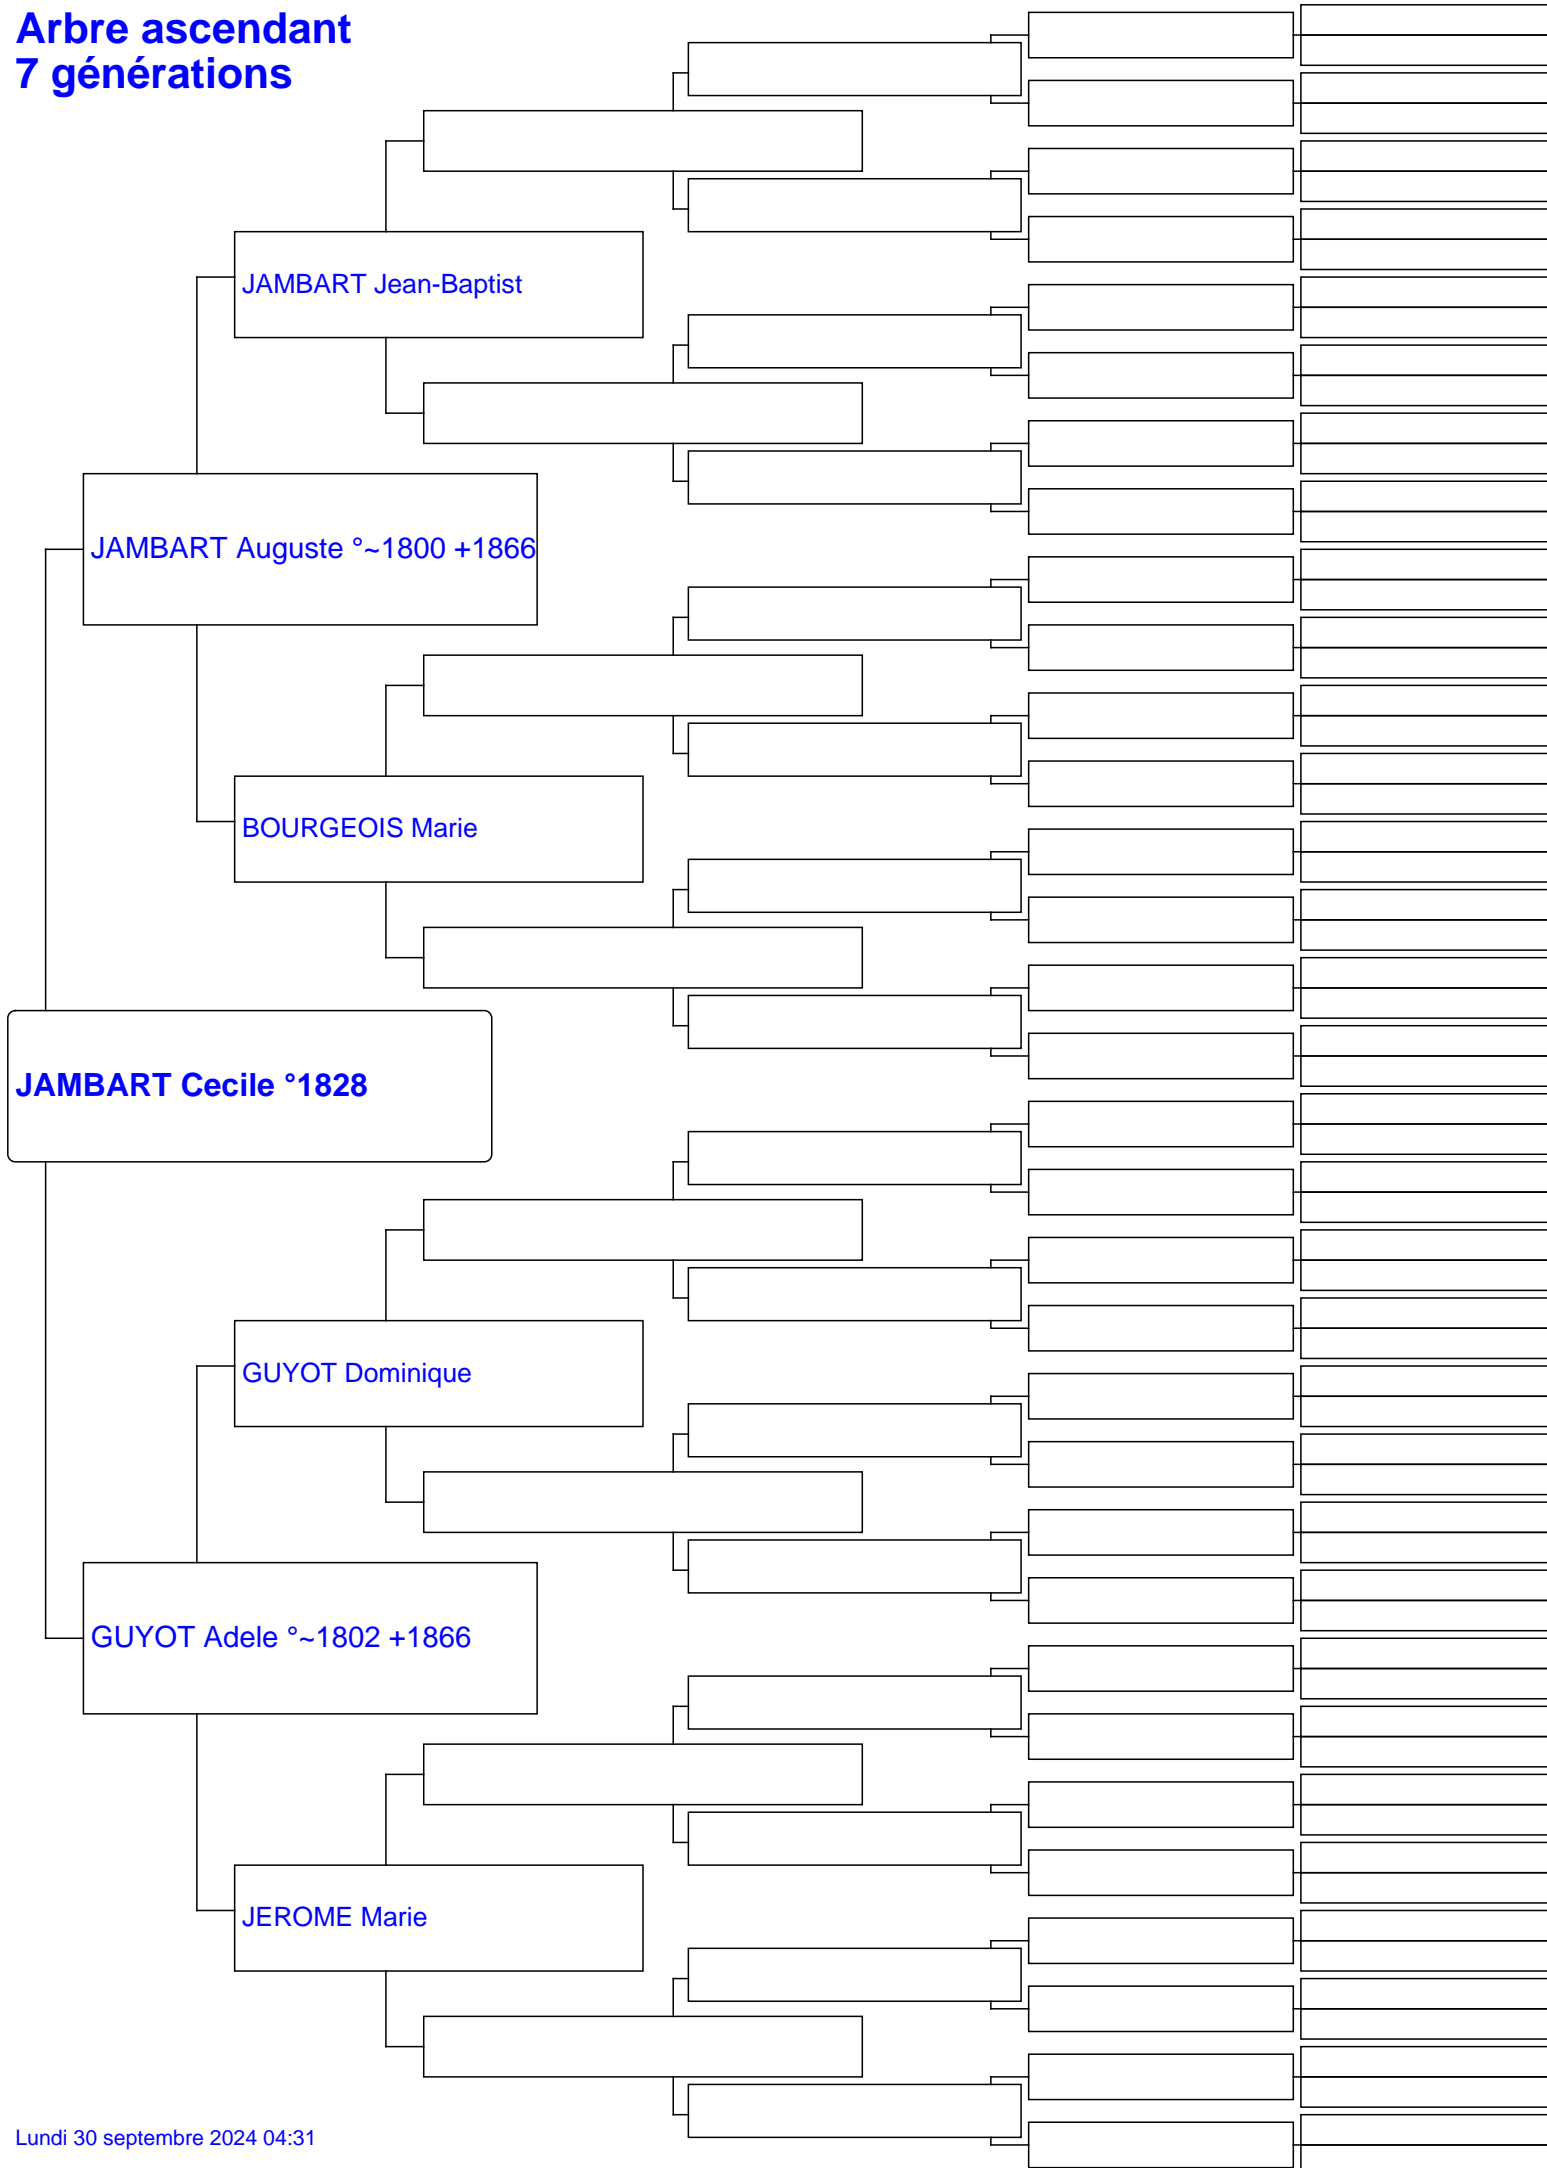 Arbre ascendant
7 générations
JAMBART Jean-Baptist
JAMBART Auguste °~1800 +1866
BOURGEOIS Marie
JAMBART Cecile °1828
GUYOT Dominique
GUYOT Adele °~1802 +1866
JEROME Marie
Lundi 30 septembre 2024 04:31